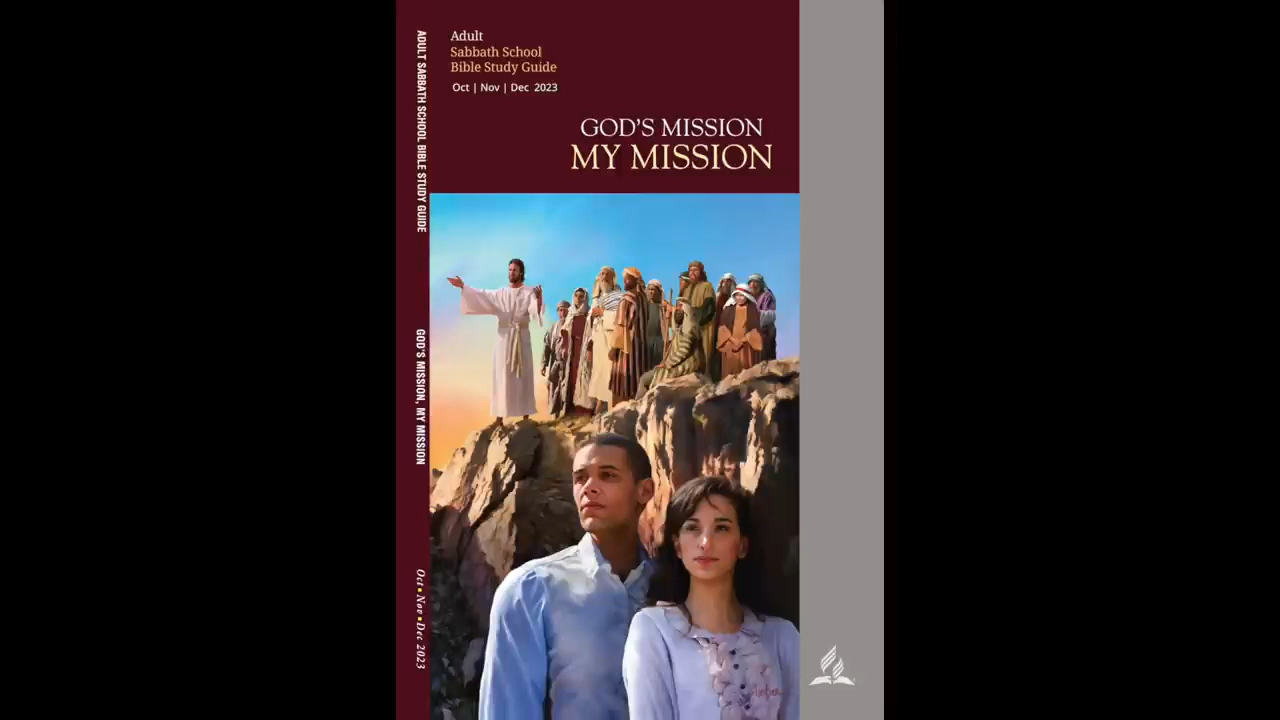 ADULT SABBATH SCHOOL BIBLE STUDY GUIDE
GOD'S MISSION, MY MISSION
Oct • Nov • Dec 2023
Adult
Sabbath School
Bible Study Guide
Oct | Nov | Dec 2023
GOD'S MISSION
MY MISSION